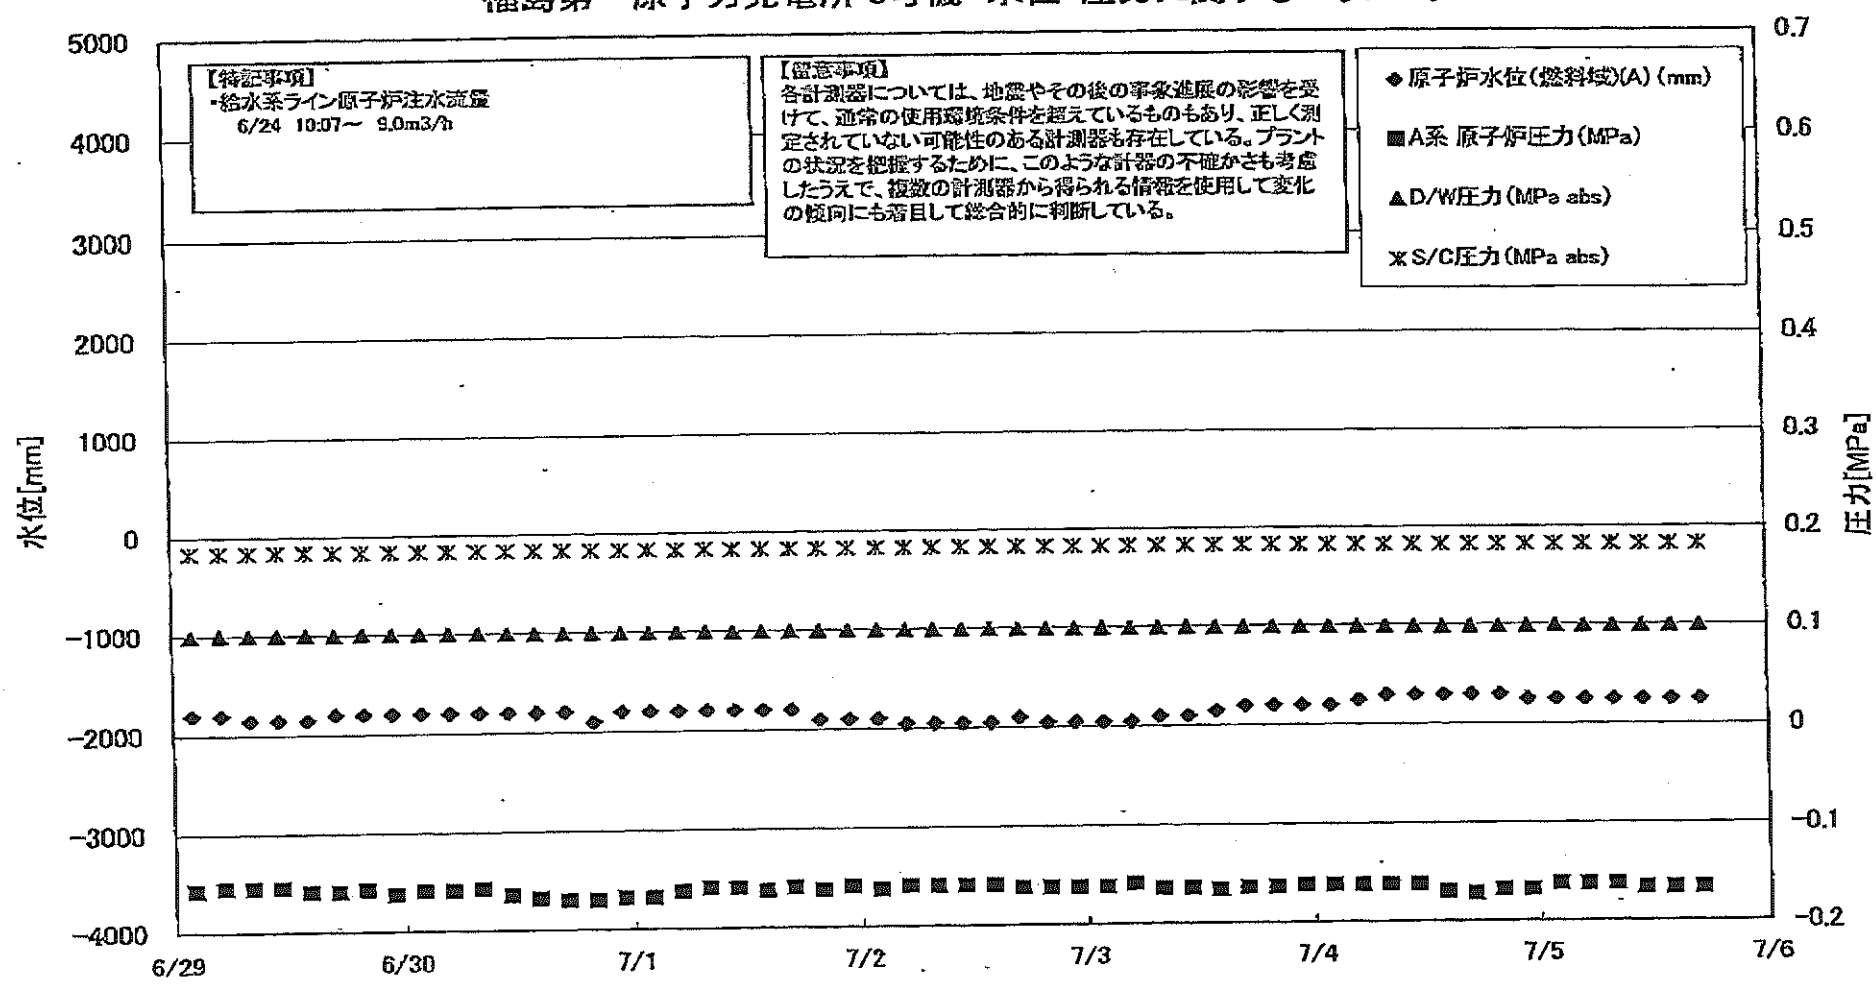 5000
4000
3000
2000
1000
0
-1000
-2000
-3000
-4000
水位[mm]
【特記事項】
・給水系ライン原子炉注水流量
6/24 10:07～ 9.0m3/h
【留意事項】
各計測器については、地震やその後の事象進展の影響を受
けて、通常の使用環境条件を超えているものもあり、正しく測
定されていない可能性のある計測器も存在している。プラント
の状況を把握するために、このような計器の不確かさも考慮
したうえで、複数の計測器から得られる情報を使用して変化
の傾向にも着目して総合的に判断している。
◆原子炉水位(燃料域)(A)(mm)
■A系 原子炉圧力(MPa)
▲D/W圧力(MPa abs)
S/C圧力(MPa abs)
0.7
0.6
0.5
0.4
0.3
0.2
0.1
0
-0.1
-0.2
圧力[MPa]
6/29 6/30 7/1 7/2 7/3 7/4 7/5 7/6